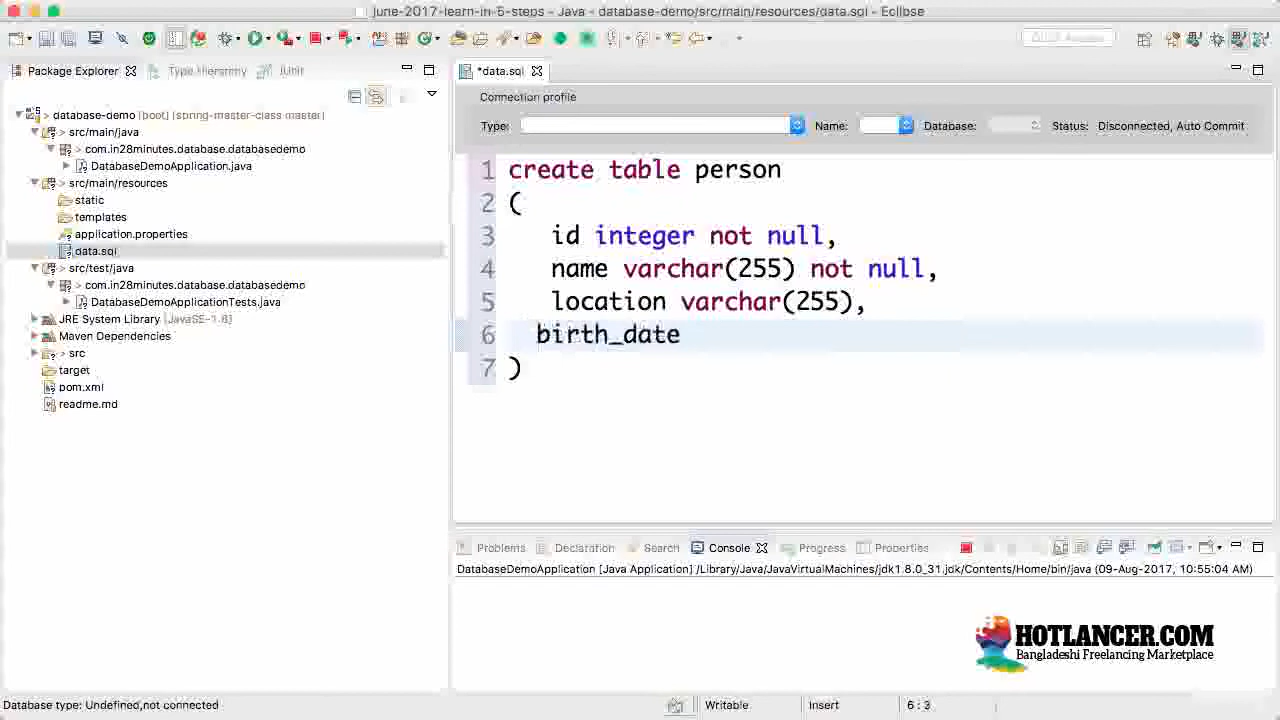 june-2017-learn-in-5-steps - Java - database-demo/src/main/resources/data.sql - Eclipse
Quick Access
Package Explorer
Type Hierarchy
JUnit
*data.sql
Connection profile
Type:
Name:
Database:
Status:
Disconnected, Auto Commit
> database-demo [boot] [spring-master-class master]
> src/main/java
> com.in28minutes.database.databasedemo
> DatabaseDemoApplication.java
> src/main/resources
static
templates
application.properties
data.sql
> src/test/java
> com.in28minutes.database.databasedemo
> DatabaseDemoApplicationTests.java
JRE System Library [JavaSE-1.8]
Maven Dependencies
> src
target
pom.xml
readme.md
1 create table person
2 (
3 id integer not null,
4 name varchar(255) not null,
5 location varchar(255),
6 birth_date
7 )
Problems
Declaration
Search
Console
Progress
Properties
DatabaseDemoApplication [Java Application] /Library/Java/JavaVirtualMachines/jdk1.8.0_31.jdk/Contents/Home/bin/java (09-Aug-2017, 10:55:04 AM)
HOTLANCER.COM
Bangladeshi Freelancing Marketplace
Database type: Undefined,not connected
Writable
Insert
6 : 3